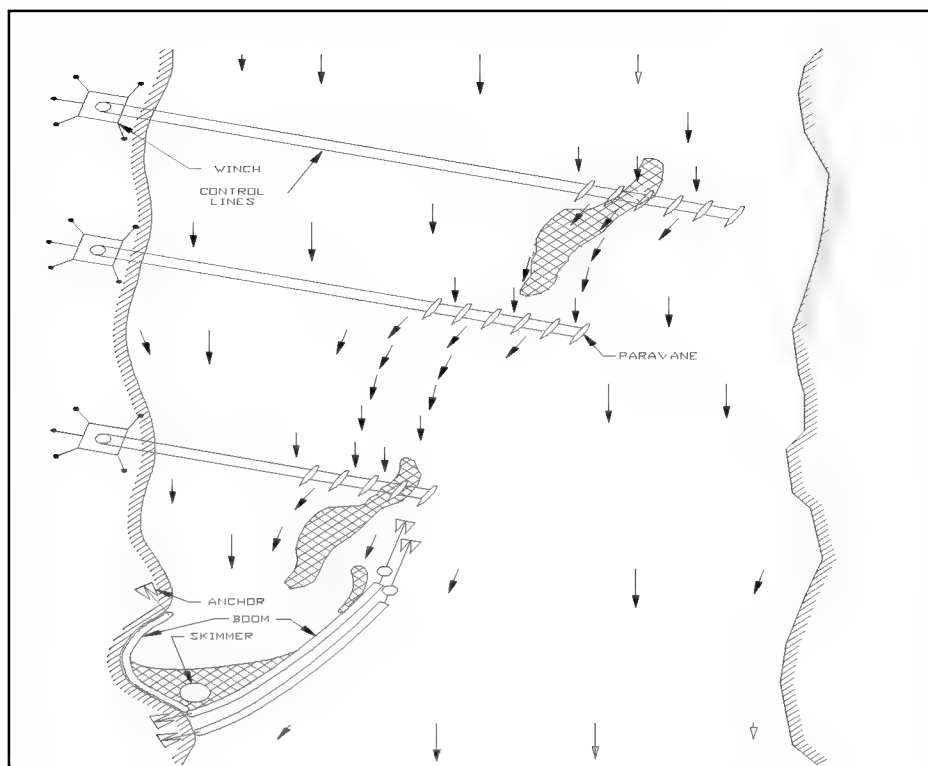 WINCH
CONTROL
LINES
PARAVANE
ANCHOR
BOOM
SKIMMER